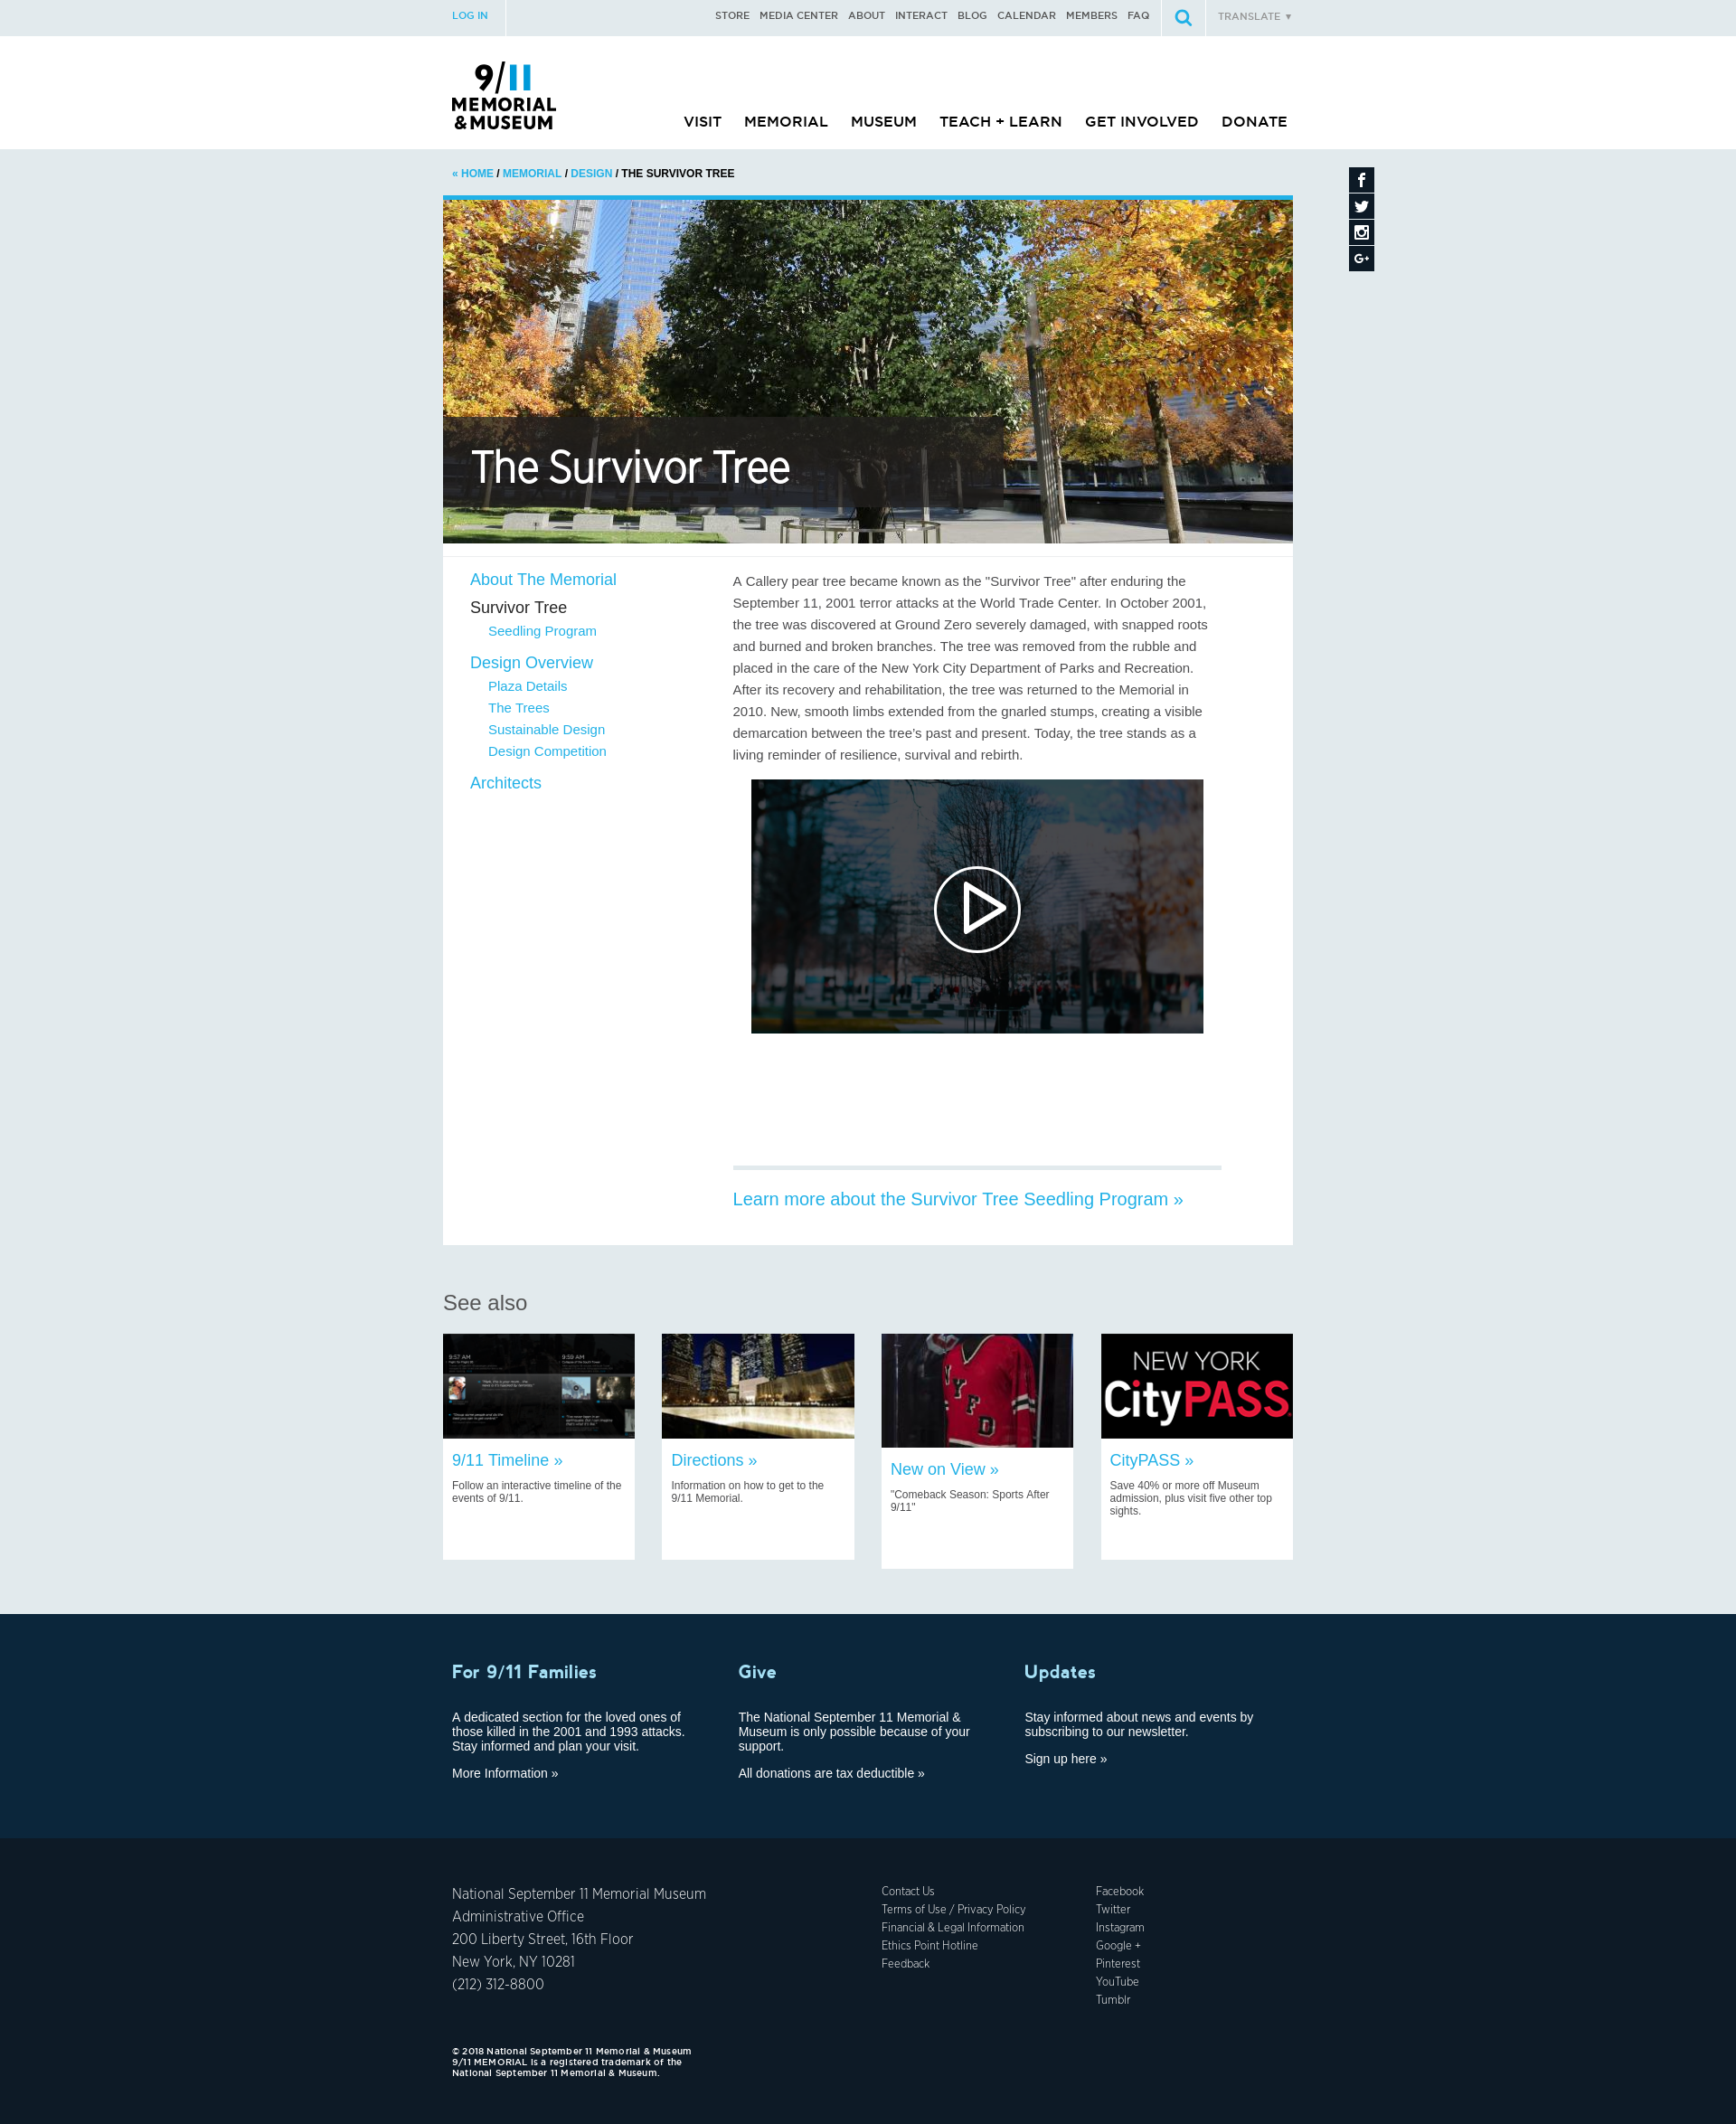 LOG IN
STORE MEDIA CENTER ABOUT INTERACT BLOG CALENDAR MEMBERS FAQ
TRANSLATE ▼
9/11
MEMORIAL
& MUSEUM
VISIT MEMORIAL MUSEUM TEACH + LEARN GET INVOLVED DONATE
« HOME / MEMORIAL / DESIGN / THE SURVIVOR TREE
The Survivor Tree
About The Memorial
Survivor Tree
Seedling Program
Design Overview
Plaza Details
The Trees
Sustainable Design
Design Competition
Architects
A Callery pear tree became known as the "Survivor Tree" after enduring the
September 11, 2001 terror attacks at the World Trade Center. In October 2001,
the tree was discovered at Ground Zero severely damaged, with snapped roots
and burned and broken branches. The tree was removed from the rubble and
placed in the care of the New York City Department of Parks and Recreation.
After its recovery and rehabilitation, the tree was returned to the Memorial in
2010. New, smooth limbs extended from the gnarled stumps, creating a visible
demarcation between the tree's past and present. Today, the tree stands as a
living reminder of resilience, survival and rebirth.
Learn more about the Survivor Tree Seedling Program »
See also
9:57 AM
9:59 AM
9/11 Timeline »
Follow an interactive timeline of the
events of 9/11.
Directions »
Information on how to get to the
9/11 Memorial.
NYFD
New on View »
"Comeback Season: Sports After
9/11"
NEW YORK
CityPASS
CityPASS »
Save 40% or more off Museum
admission, plus visit five other top
sights.
For 9/11 Families
A dedicated section for the loved ones of
those killed in the 2001 and 1993 attacks.
Stay informed and plan your visit.
More Information »
Give
The National September 11 Memorial &
Museum is only possible because of your
support.
All donations are tax deductible »
Updates
Stay informed about news and events by
subscribing to our newsletter.
Sign up here »
National September 11 Memorial Museum
Administrative Office
200 Liberty Street, 16th Floor
New York, NY 10281
(212) 312-8800
Contact Us
Terms of Use / Privacy Policy
Financial & Legal Information
Ethics Point Hotline
Feedback
Facebook
Twitter
Instagram
Google +
Pinterest
YouTube
Tumblr
© 2018 National September 11 Memorial & Museum
9/11 MEMORIAL is a registered trademark of the
National September 11 Memorial & Museum.